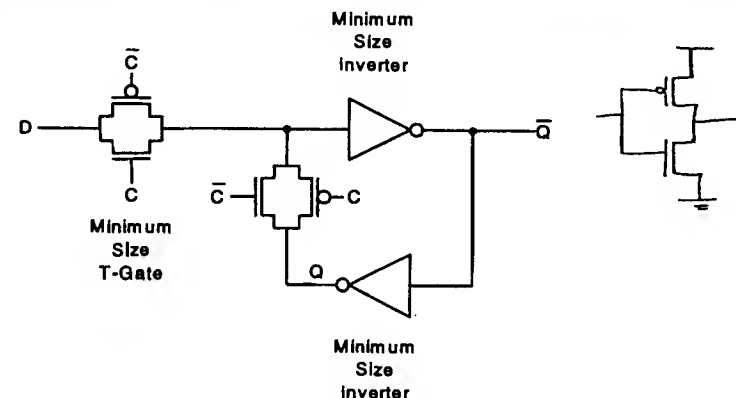 Minimum
Size
Inverter
C̅
D
Q̅
C
C̅
C
Minimum
Size
T-Gate
Q
Minimum
Size
Inverter